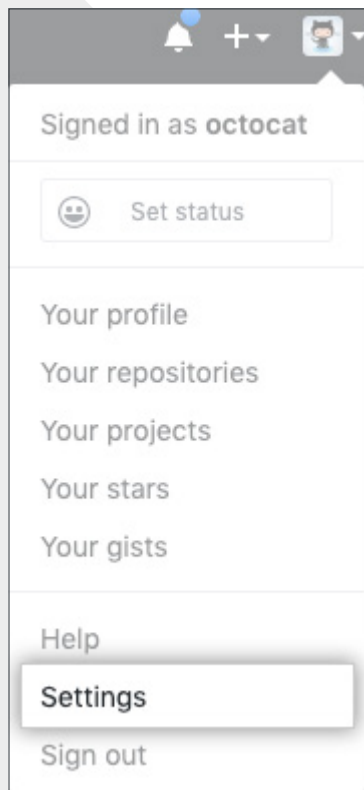 Signed in as octocat
Set status
Your profile
Your repositories
Your projects
Your stars
Your gists
Help
Settings
Sign out